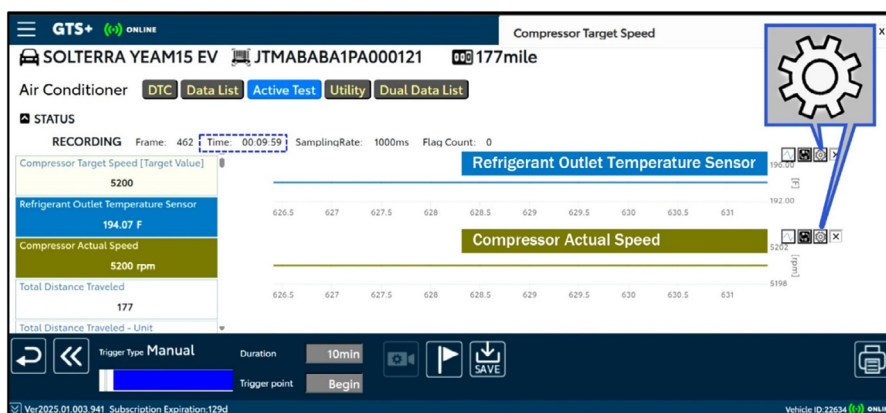 GTS+ ONLINE
Compressor Target Speed
x
SOLTERRA YEAM15 EV JTMABABA1PA000121 177mile
Air Conditioner DTC Data List Active Test Utility Dual Data List
STATUS
RECORDING Frame: 462 Time: 00:09:59 SamplingRate: 1000ms Flag Count: 0
Compressor Target Speed [Target Value]
5200
Refrigerant Outlet Temperature Sensor
194.07 F
Compressor Actual Speed
5200 rpm
Total Distance Traveled
177
Total Distance Traveled - Unit
Refrigerant Outlet Temperature Sensor
196.00
[F]
192.00
626.5 627 627.5 628 628.5 629 629.5 630 630.5 631
Compressor Actual Speed
5202
[rpm]
5198
626.5 627 627.5 628 628.5 629 629.5 630 630.5 631
Trigger Type Manual
Duration 10min
Trigger point Begin
SAVE
Ver2025.01.003.941 Subscription Expiration:129d
Vehicle ID:22634 ONLINE